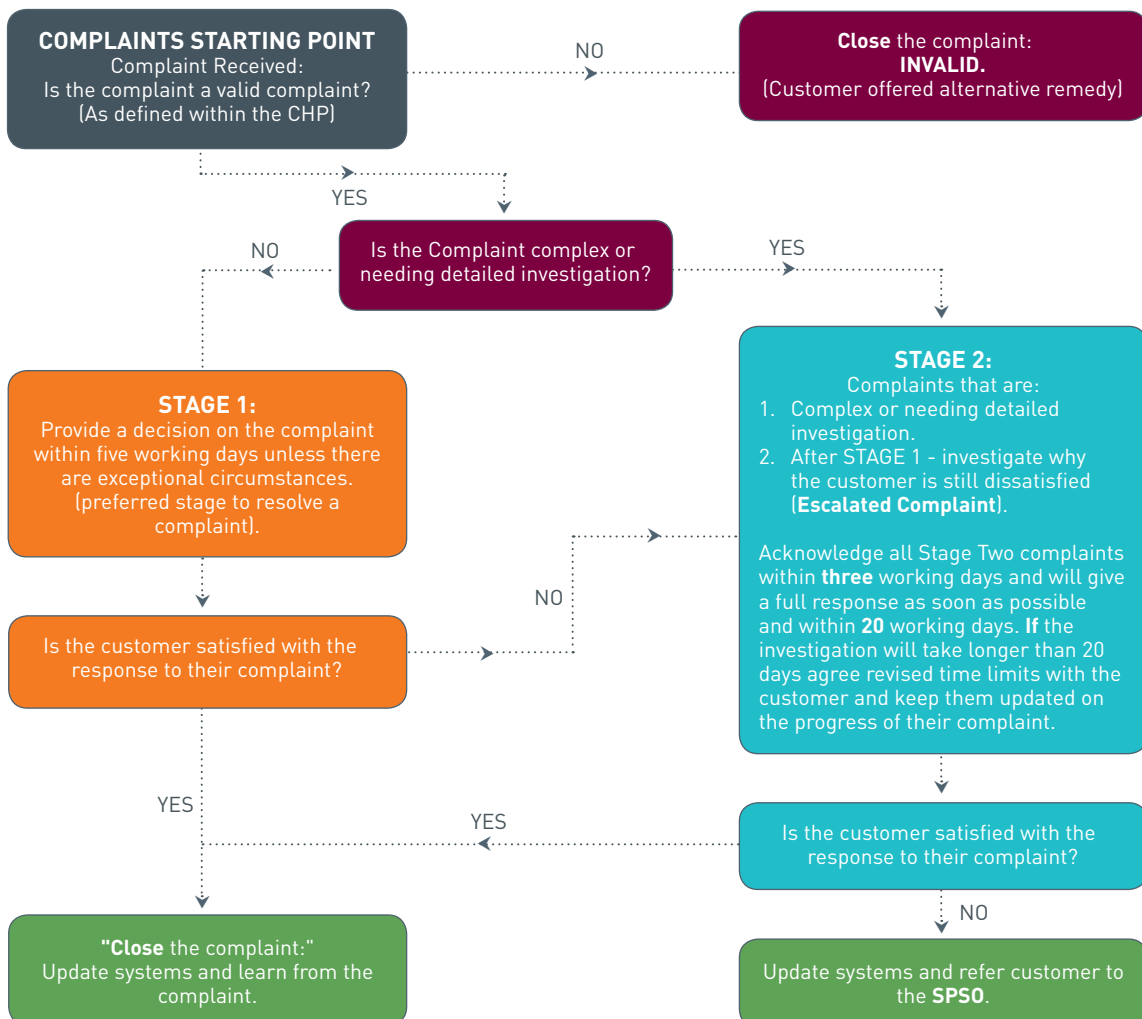 COMPLAINTS STARTING POINT
Complaint Received:
Is the complaint a valid complaint?
(As defined within the CHP)
NO
Close the complaint:
INVALID.
(Customer offered alternative remedy)
YES
Is the Complaint complex or
needing detailed investigation?
NO
YES
STAGE 1:
Provide a decision on the complaint
within five working days unless there
are exceptional circumstances.
(preferred stage to resolve a
complaint).
STAGE 2:
Complaints that are:
1. Complex or needing detailed
investigation.
2. After STAGE 1 - investigate why
the customer is still dissatisfied
(Escalated Complaint).
Acknowledge all Stage Two complaints
within three working days and will give
a full response as soon as possible
and within 20 working days. If the
investigation will take longer than 20
days agree revised time limits with the
customer and keep them updated on
the progress of their complaint.
Is the customer satisfied with the
response to their complaint?
NO
YES
Is the customer satisfied with the
response to their complaint?
YES
NO
"Close the complaint:"
Update systems and learn from the
complaint.
Update systems and refer customer to
the SPSO.